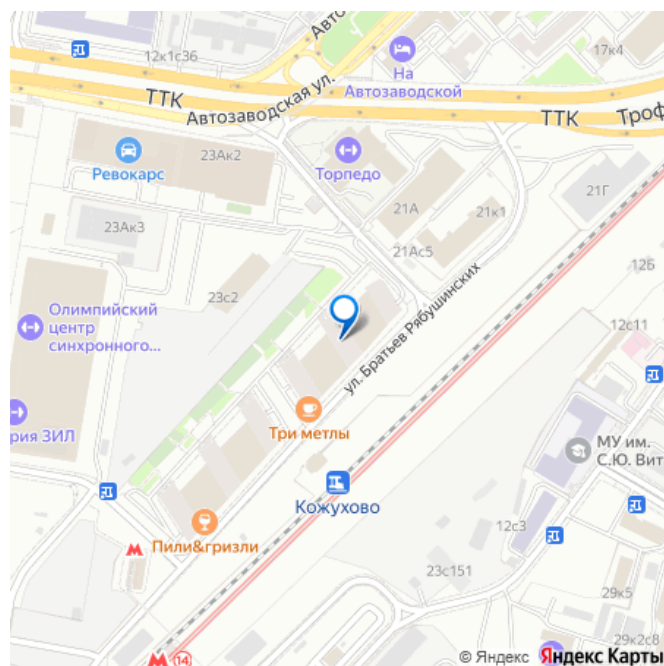 Авто
12к1с36
17к4
На
Автозаводской
ТТК
Автозаводская ул.
ТТК
Троф
23Ак2
Ревокарс
Торпедо
21Г
21А
21к1
23Ак3
21Ас5
12Б
23с2
Олимпийский
центр
синхронного...
ул. Братьев Рябушинских
12с11
рия ЗИЛ
Три метлы
МУ им.
С.Ю. Вит
Кожухово
12с3
Пили&гризли
23с151
29к5
29к2с8
14
© Яндекс Яндекс Карты